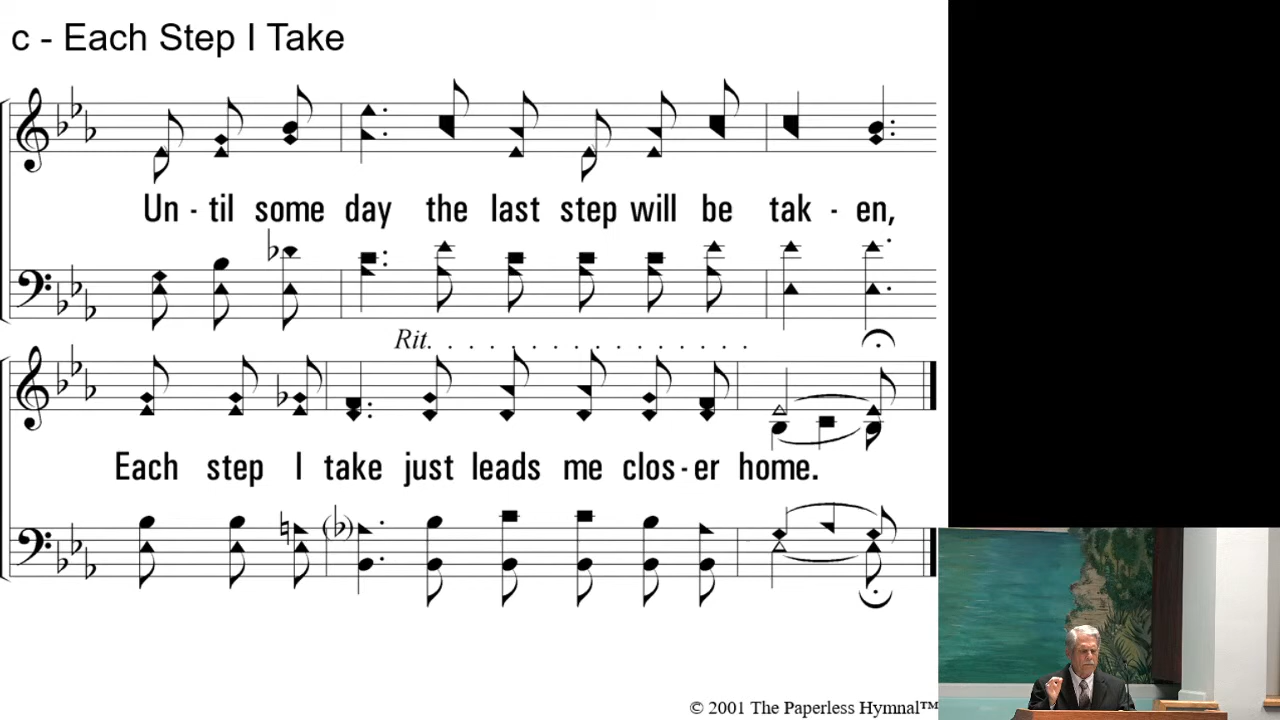 c - Each Step I Take
Un - til some day the last step will be tak - en,
Rit. . . . . . . . . . . . . . . .
Each step I take just leads me clos - er home.
© 2001 The Paperless Hymnal™